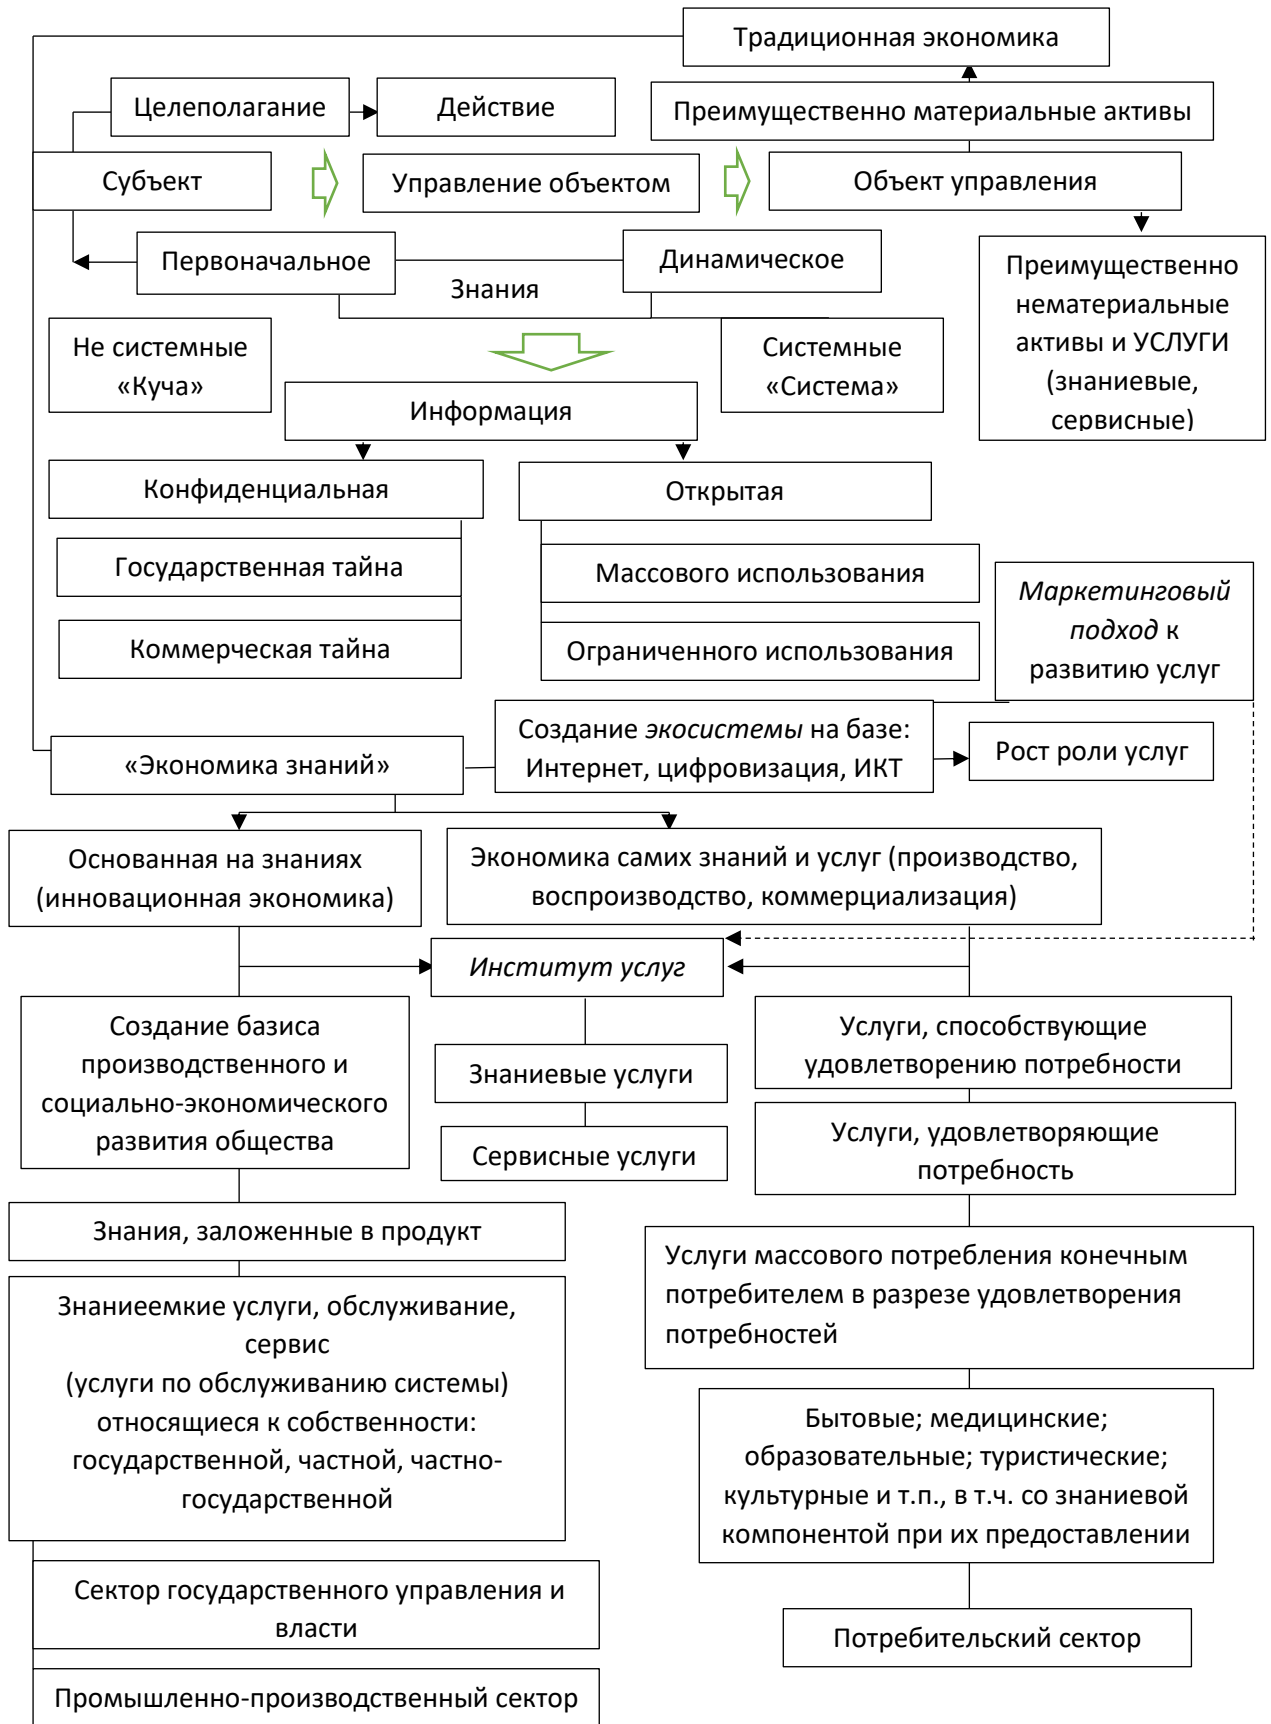 Традиционная экономика
Целеполагание
Действие
Преимущественно материальные активы
Субъект
Управление объектом
Объект управления
Первоначальное
Динамическое
Знания
Преимущественно
нематериальные
активы и УСЛУГИ
(знаниевые,
сервисные)
Не системные
«Куча»
Системные
«Система»
Информация
Конфиденциальная
Открытая
Государственная тайна
Массового использования
Коммерческая тайна
Ограниченного использования
Маркетинговый
подход к
развитию услуг
Создание экосистемы на базе:
Интернет, цифровизация, ИКТ
«Экономика знаний»
Рост роли услуг
Основанная на знаниях
(инновационная экономика)
Экономика самих знаний и услуг (производство,
воспроизводство, коммерциализация)
Институт услуг
Создание базиса
производственного и
социально-экономического
развития общества
Знаниевые услуги
Сервисные услуги
Услуги, способствующие
удовлетворению потребности
Услуги, удовлетворяющие
потребность
Знания, заложенные в продукт
Услуги массового потребления конечным
потребителем в разрезе удовлетворения
потребностей
Знаниеемкие услуги, обслуживание,
сервис
(услуги по обслуживанию системы)
относящиеся к собственности:
государственной, частной, частно-
государственной
Бытовые; медицинские;
образовательные; туристические;
культурные и т.п., в т.ч. со знаниевой
компонентой при их предоставлении
Сектор государственного управления и
власти
Потребительский сектор
Промышленно-производственный сектор